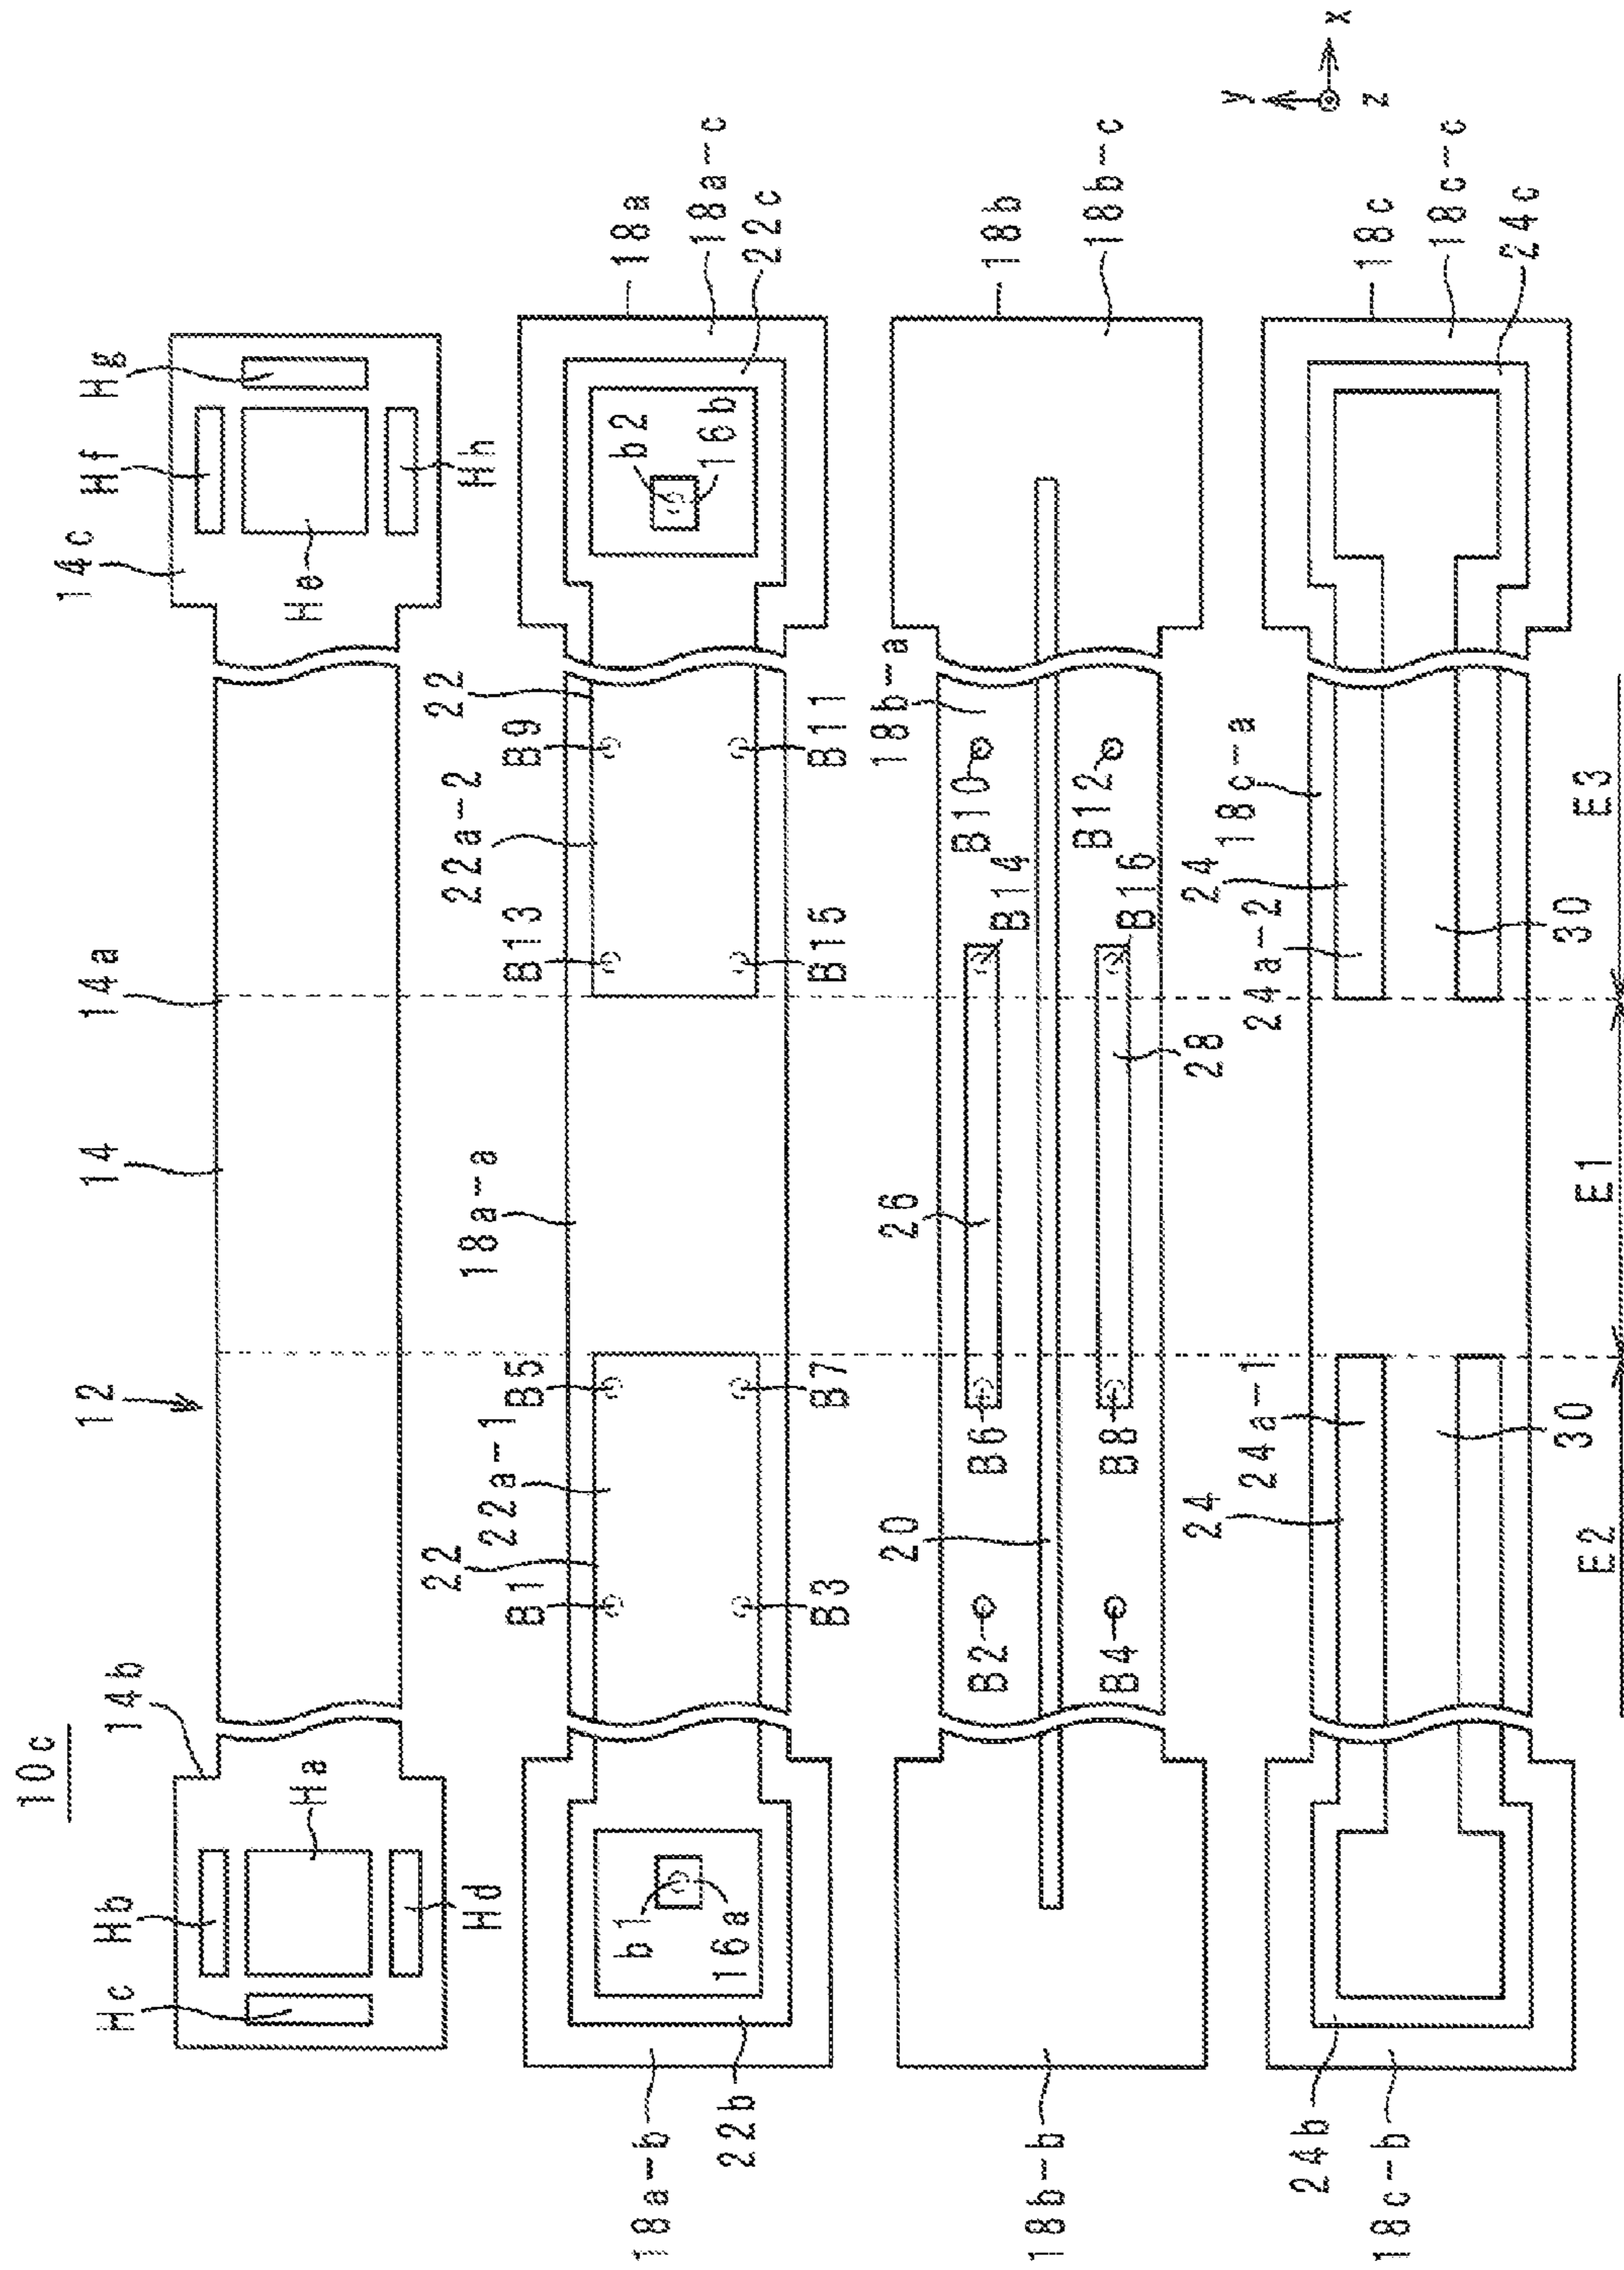 10c
12
14
14a
14b
14c
Ha
Hb
Hc
Hd
He
Hf
Hg
Hh
18a
18a-a
18a-b
18a-c
22
22a-1
22
22a-2
22b
22c
B1
B3
B5
B7
B13
B15
B9
B11
b1
16a
b2
16b
18b
18b-a
18b-b
18b-c
20
26
28
B2
B4
B6
B8
B14
B16
B10
B12
18c
18c-a
18c-b
18c-c
24
24a-1
24
24a-2
24b
24c
30
30
E2
E1
E3
y
x
z